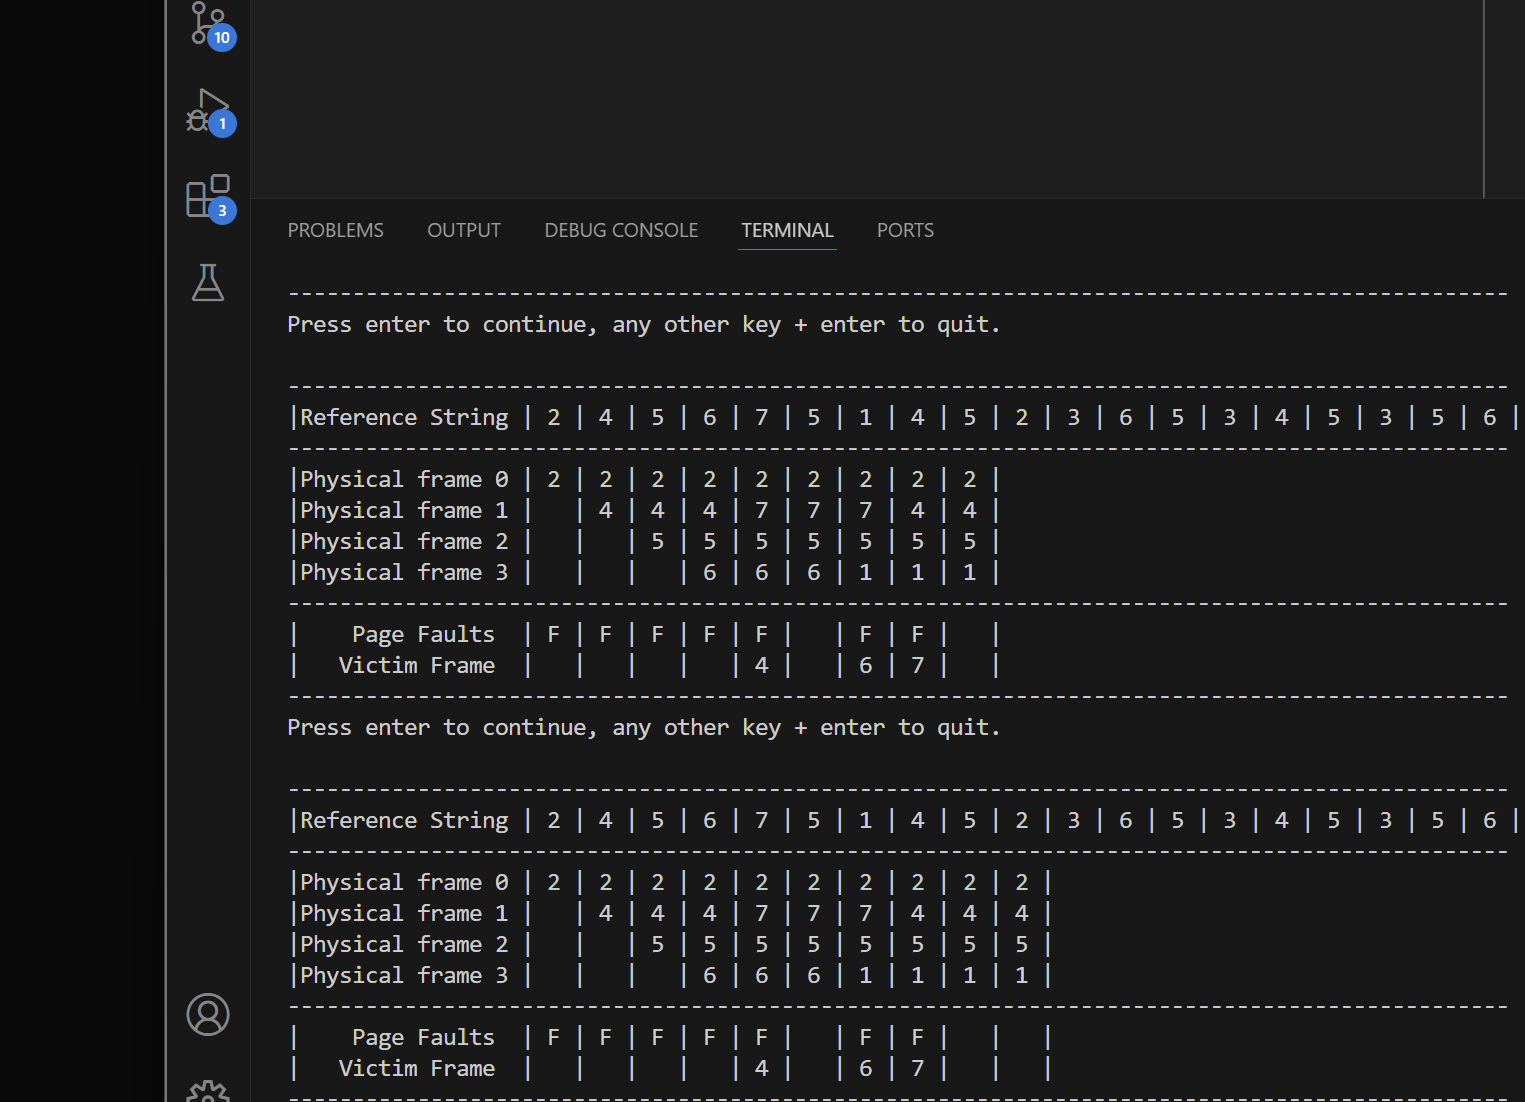 10
1
3
PROBLEMS OUTPUT DEBUG CONSOLE TERMINAL PORTS
----------------------------------------------------------------------------------------------
Press enter to continue, any other key + enter to quit.
----------------------------------------------------------------------------------------------
|Reference String | 2 | 4 | 5 | 6 | 7 | 5 | 1 | 4 | 5 | 2 | 3 | 6 | 5 | 3 | 4 | 5 | 3 | 5 | 6 |
----------------------------------------------------------------------------------------------
|Physical frame 0 | 2 | 2 | 2 | 2 | 2 | 2 | 2 | 2 | 2 |
|Physical frame 1 |   | 4 | 4 | 4 | 7 | 7 | 7 | 4 | 4 |
|Physical frame 2 |   |   | 5 | 5 | 5 | 5 | 5 | 5 | 5 |
|Physical frame 3 |   |   |   | 6 | 6 | 6 | 1 | 1 | 1 |
----------------------------------------------------------------------------------------------
|    Page Faults  | F | F | F | F | F |   | F | F |   |
|   Victim Frame  |   |   |   |   | 4 |   | 6 | 7 |   |
----------------------------------------------------------------------------------------------
Press enter to continue, any other key + enter to quit.
----------------------------------------------------------------------------------------------
|Reference String | 2 | 4 | 5 | 6 | 7 | 5 | 1 | 4 | 5 | 2 | 3 | 6 | 5 | 3 | 4 | 5 | 3 | 5 | 6 |
----------------------------------------------------------------------------------------------
|Physical frame 0 | 2 | 2 | 2 | 2 | 2 | 2 | 2 | 2 | 2 | 2 |
|Physical frame 1 |   | 4 | 4 | 4 | 7 | 7 | 7 | 4 | 4 | 4 |
|Physical frame 2 |   |   | 5 | 5 | 5 | 5 | 5 | 5 | 5 | 5 |
|Physical frame 3 |   |   |   | 6 | 6 | 6 | 1 | 1 | 1 | 1 |
----------------------------------------------------------------------------------------------
|    Page Faults  | F | F | F | F | F |   | F | F |   |   |
|   Victim Frame  |   |   |   |   | 4 |   | 6 | 7 |   |   |
----------------------------------------------------------------------------------------------